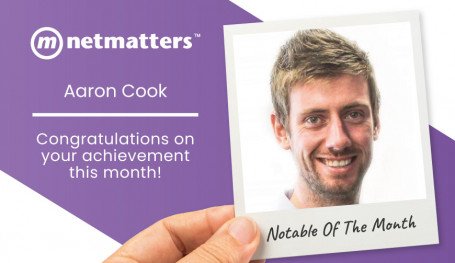 m netmatters™
Aaron Cook
Congratulations on
your achievement
this month!
Notable Of The Month